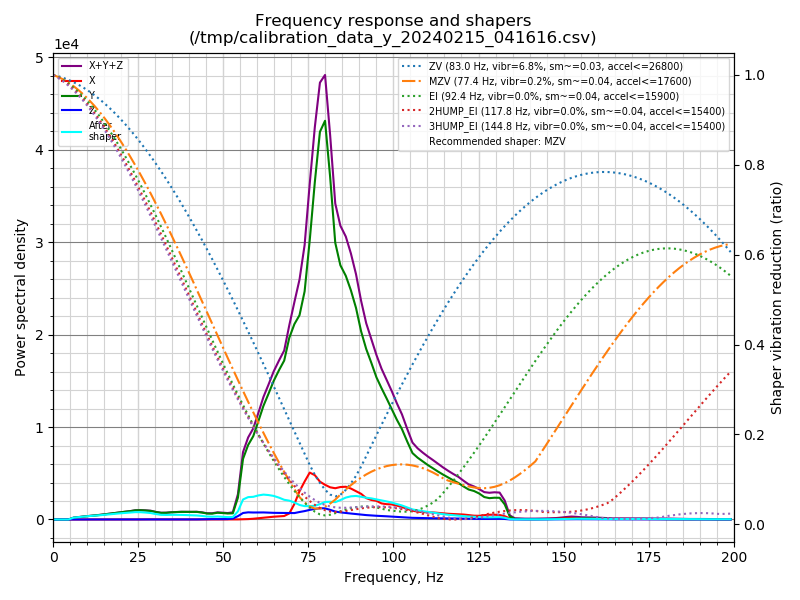 Frequency response and shapers
(/tmp/calibration_data_y_20240215_041616.csv)
1e4
5
4
3
2
1
0
Power spectral density
X+Y+Z
X
Y
Z
After
shaper
ZV (83.0 Hz, vibr=6.8%, sm~=0.03, accel<=26800)
MZV (77.4 Hz, vibr=0.2%, sm~=0.04, accel<=17600)
EI (92.4 Hz, vibr=0.0%, sm~=0.04, accel<=15900)
2HUMP_EI (117.8 Hz, vibr=0.0%, sm~=0.04, accel<=15400)
3HUMP_EI (144.8 Hz, vibr=0.0%, sm~=0.04, accel<=15400)
Recommended shaper: MZV
1.0
0.8
0.6
0.4
0.2
0.0
Shaper vibration reduction (ratio)
0 25 50 75 100 125 150 175 200
Frequency, Hz